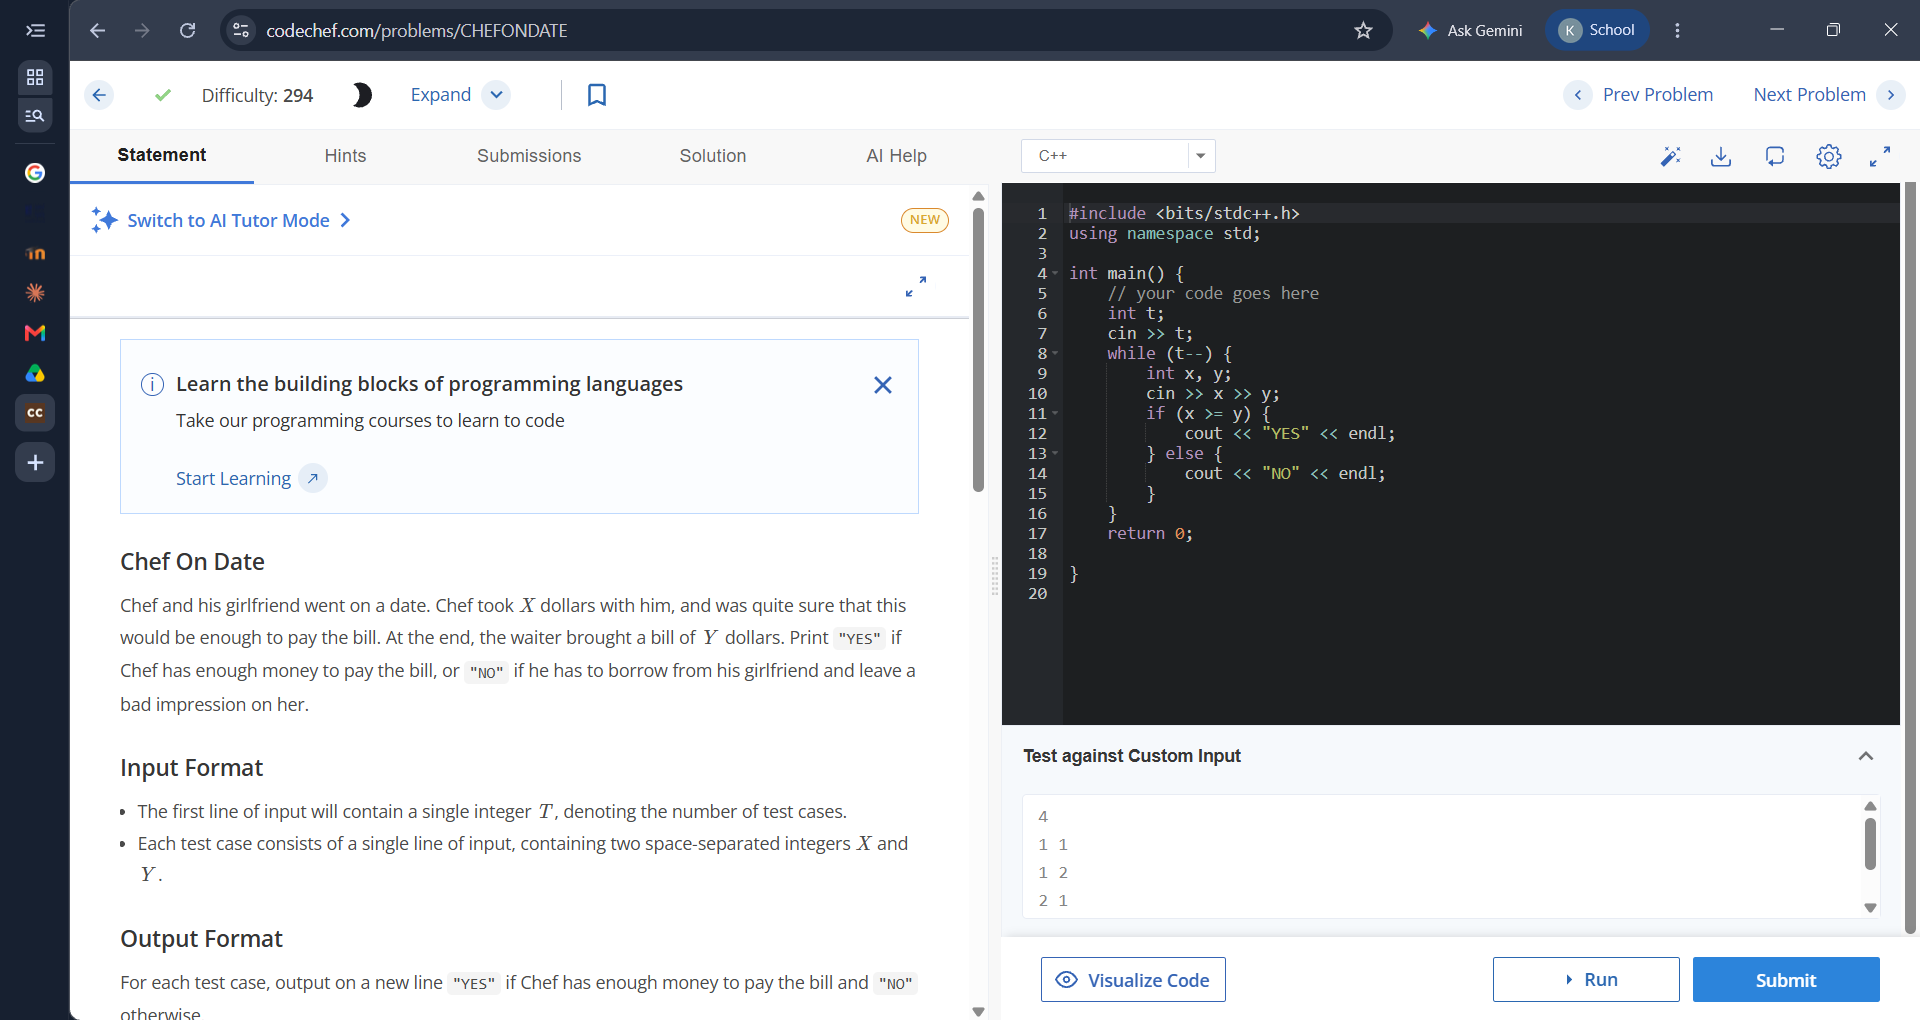 codechef.com/problems/CHEFONDATE
Ask Gemini
K School
Difficulty: 294
Expand
Prev Problem
Next Problem
Statement
Hints
Submissions
Solution
AI Help
C++
Switch to AI Tutor Mode
NEW
Learn the building blocks of programming languages
Take our programming courses to learn to code
Start Learning
Chef On Date
Chef and his girlfriend went on a date. Chef took X dollars with him, and was quite sure that this
would be enough to pay the bill. At the end, the waiter brought a bill of Y dollars. Print "YES" if
Chef has enough money to pay the bill, or "NO" if he has to borrow from his girlfriend and leave a
bad impression on her.
Input Format
• The first line of input will contain a single integer T, denoting the number of test cases.
• Each test case consists of a single line of input, containing two space-separated integers X and
Y.
Output Format
For each test case, output on a new line "YES" if Chef has enough money to pay the bill and "NO"
otherwise
1 #include <bits/stdc++.h>
2 using namespace std;
3
4 int main() {
5 // your code goes here
6 int t;
7 cin >> t;
8 while (t--) {
9 int x, y;
10 cin >> x >> y;
11 if (x >= y) {
12 cout << "YES" << endl;
13 } else {
14 cout << "NO" << endl;
15 }
16 }
17 return 0;
18
19 }
20
Test against Custom Input
4
1 1
1 2
2 1
Visualize Code
Run
Submit
cc